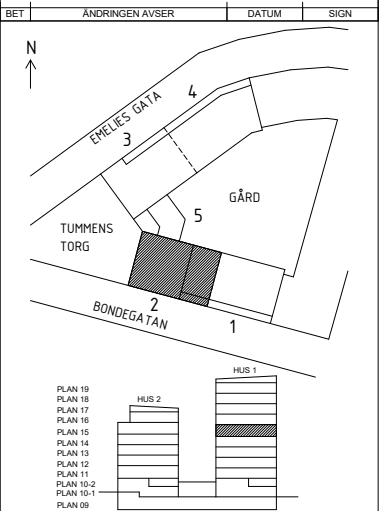 BET ÄNDRINGEN AVSER DATUM SIGN
N
EMELIES GATA
4
3
5
GÅRD
TUMMENS
TORG
2
BONDEGATAN
1
HUS 1
HUS 2
PLAN 19
PLAN 18
PLAN 17
PLAN 16
PLAN 15
PLAN 14
PLAN 13
PLAN 12
PLAN 11
PLAN 10-2
PLAN 10-1
PLAN 09